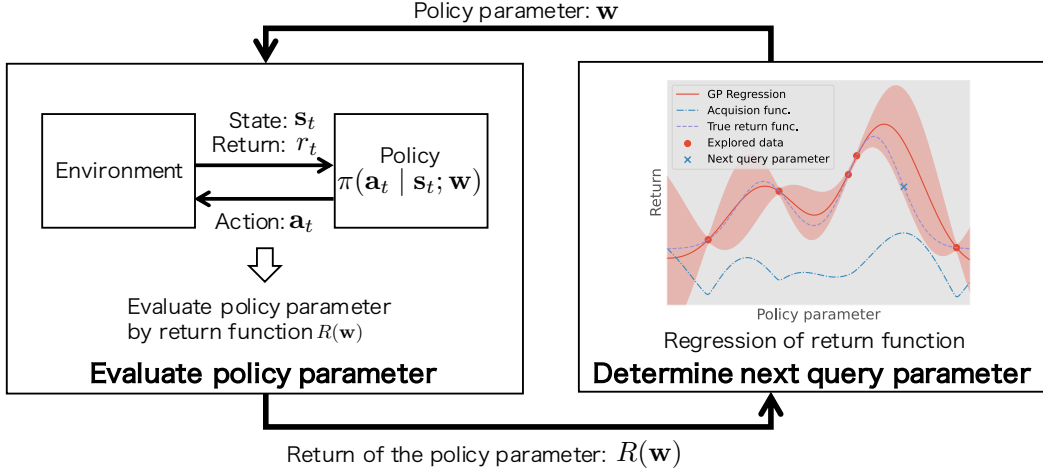 Policy parameter: w
Environment
State: s_t
Return: r_t
Action: a_t
Policy
π(a_t | s_t; w)
Evaluate policy parameter
by return function R(w)
Evaluate policy parameter
GP Regression
Acquision func.
True return func.
Explored data
Next query parameter
Return
Policy parameter
Regression of return function
Determine next query parameter
Return of the policy parameter: R(w)